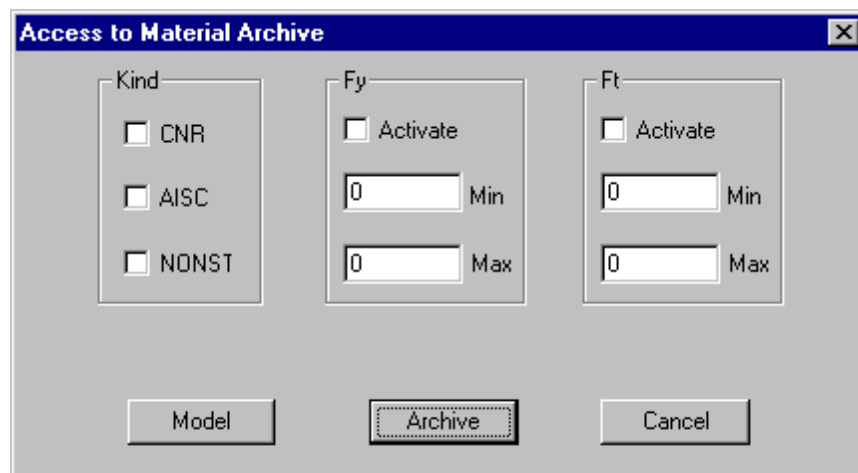 Access to Material Archive
Kind
CNR
AISC
NONST
Fy
Activate
0 Min
0 Max
Ft
Activate
0 Min
0 Max
Model Archive Cancel